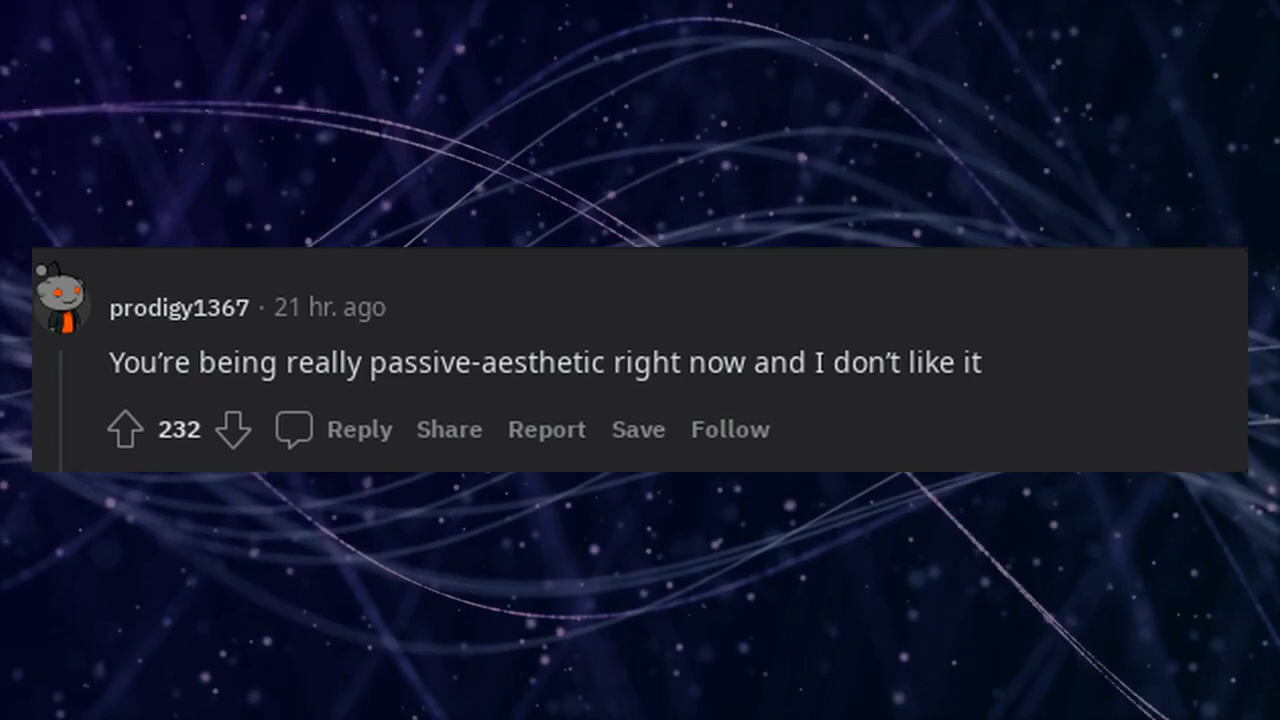 prodigy1367 · 21 hr. ago
You’re being really passive-aesthetic right now and I don’t like it
232 Reply Share Report Save Follow